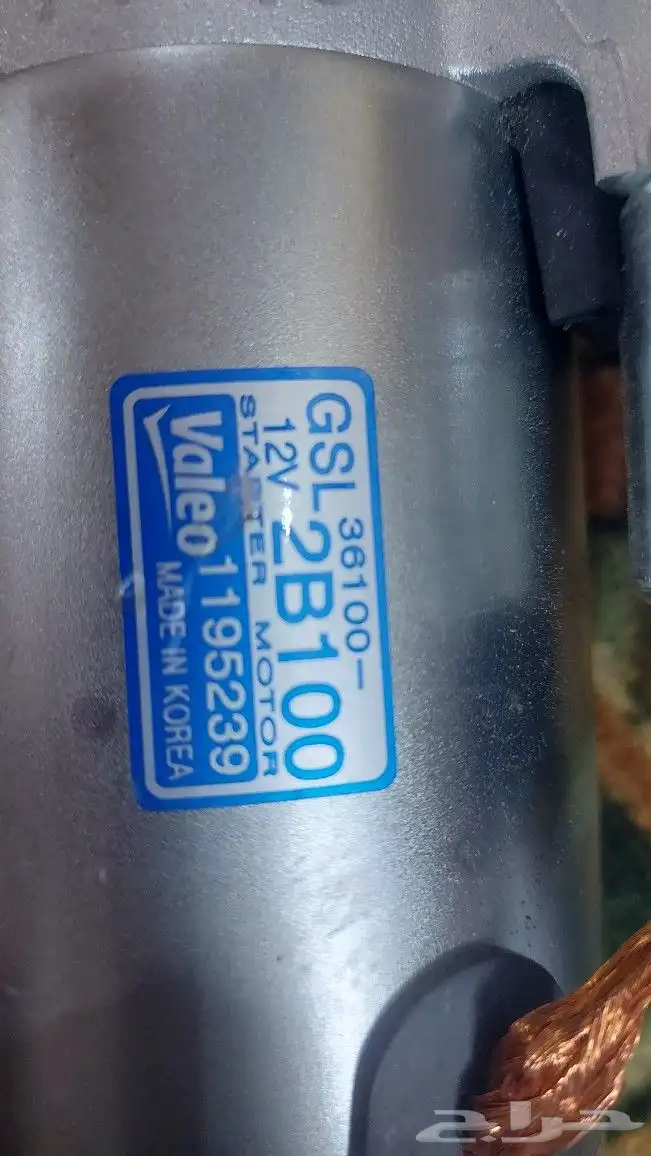 36100-
GSL 2B100
12V
STARTER MOTOR
Valeo 1195239
MADE IN KOREA
حراج